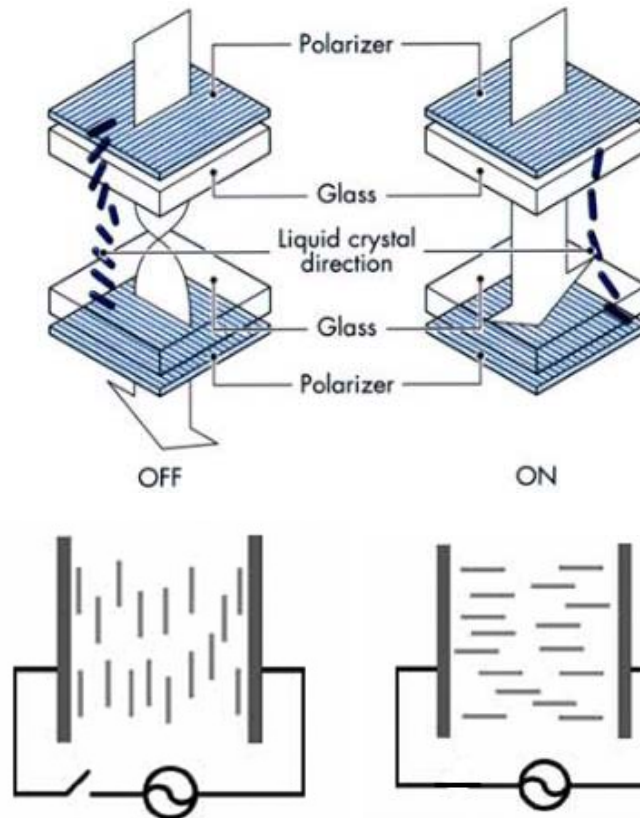 Polarizer
Glass
Liquid crystal
direction
Glass
Polarizer
OFF
ON